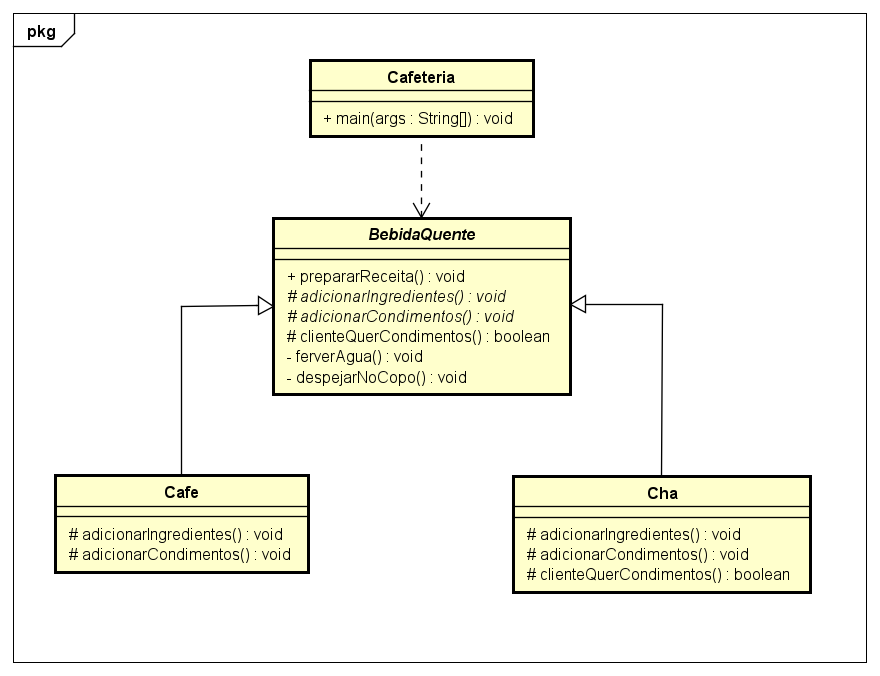 pkg
Cafeteria
+ main(args : String[]) : void
BebidaQuente
+ prepararReceita() : void
# adicionarIngredientes() : void
# adicionarCondimentos() : void
# clienteQuerCondimentos() : boolean
- ferverAgua() : void
- despejarNoCopo() : void
Cafe
# adicionarIngredientes() : void
# adicionarCondimentos() : void
Cha
# adicionarIngredientes() : void
# adicionarCondimentos() : void
# clienteQuerCondimentos() : boolean